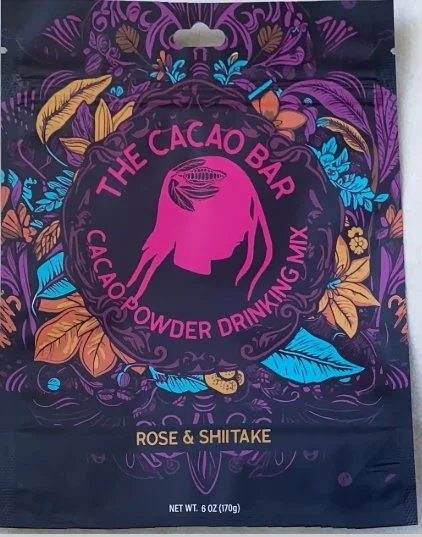 THE CACAO BAR
CACAO POWDER DRINKING MIX
ROSE & SHIITAKE
NET WT. 6 OZ (170g)